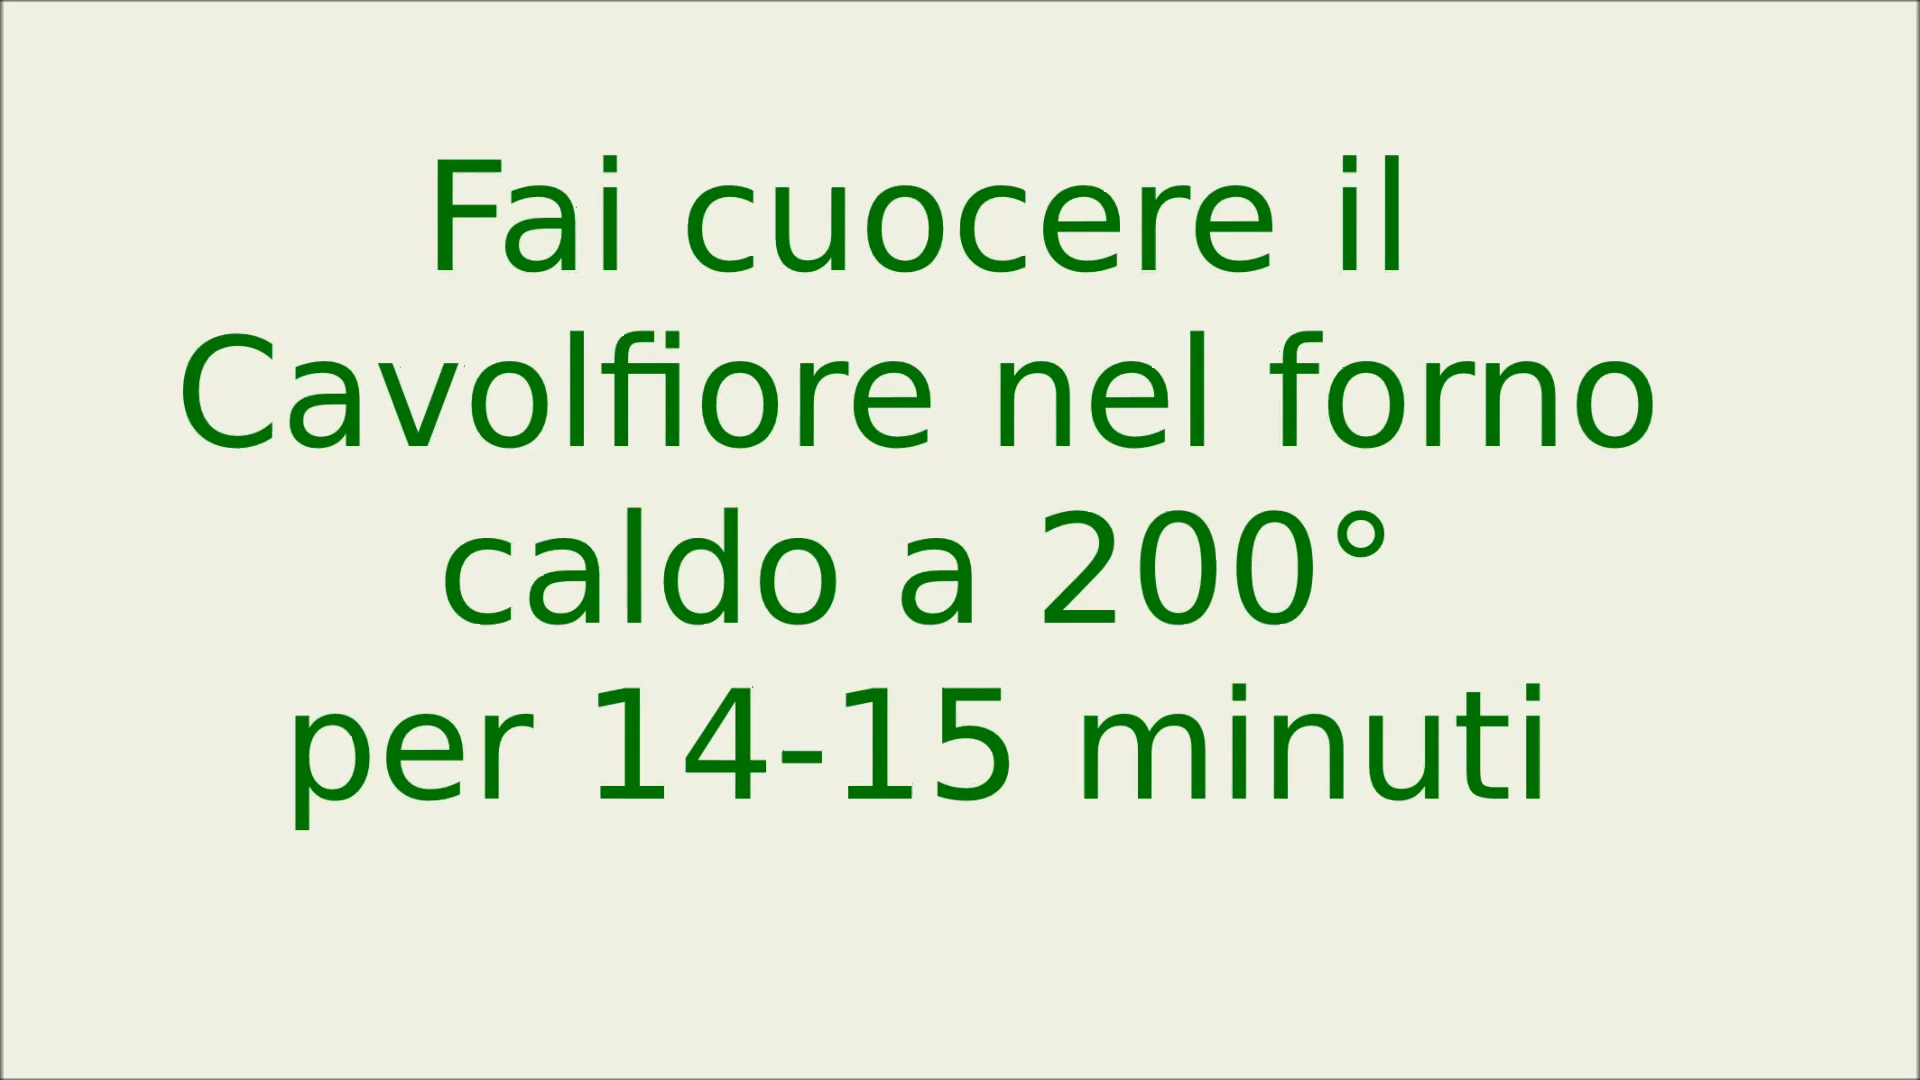 Fai cuocere il
Cavolfiore nel forno
caldo a 200°
per 14-15 minuti